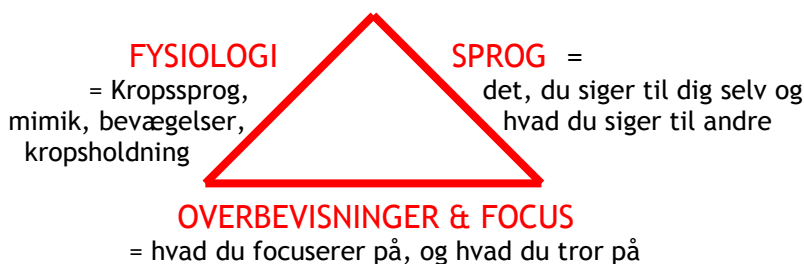 FYSIOLOGI
= Kropssprog,
mimik, bevægelser,
kropsholdning
SPROG =
det, du siger til dig selv og
hvad du siger til andre
OVERBEVISNINGER & FOCUS
= hvad du focuserer på, og hvad du tror på